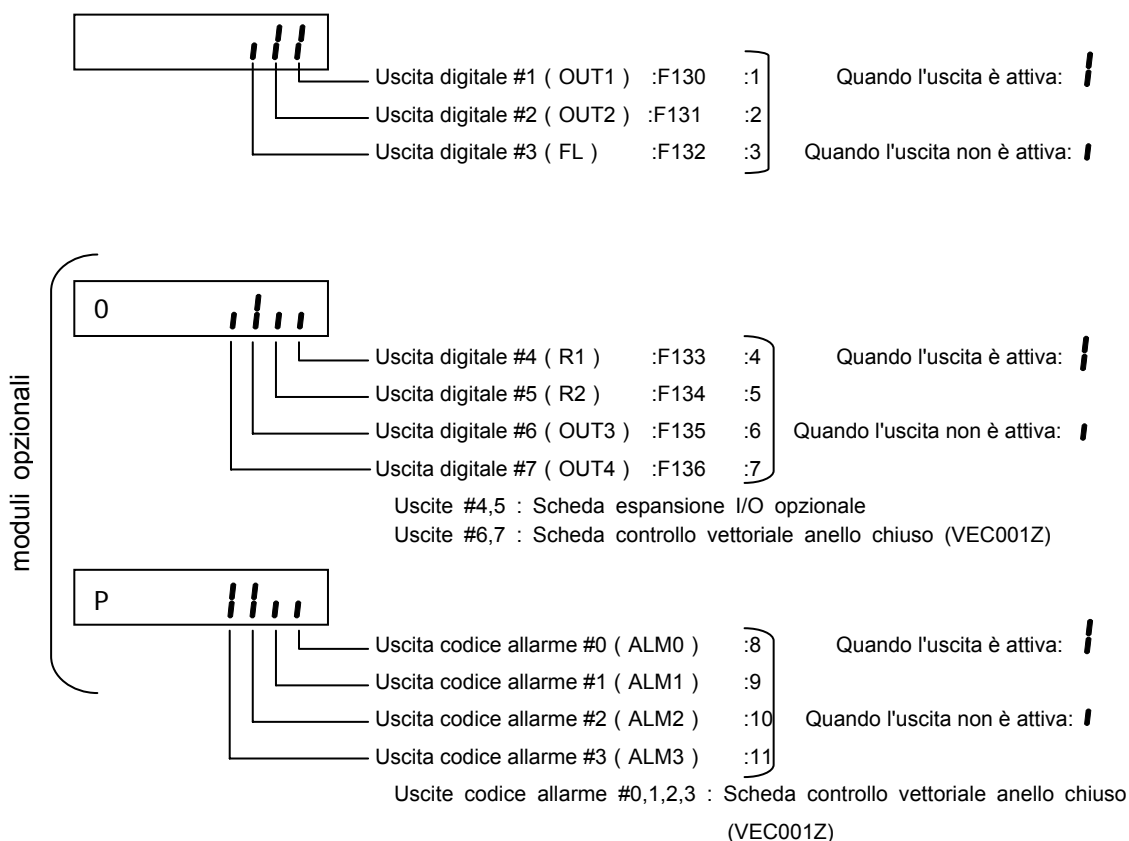 Uscita digitale #1 ( OUT1 ) :F130 :1 Quando l'uscita è attiva:
Uscita digitale #2 ( OUT2 ) :F131 :2
Uscita digitale #3 ( FL ) :F132 :3 Quando l'uscita non è attiva:
moduli opzionali
0
Uscita digitale #4 ( R1 ) :F133 :4 Quando l'uscita è attiva:
Uscita digitale #5 ( R2 ) :F134 :5
Uscita digitale #6 ( OUT3 ) :F135 :6 Quando l'uscita non è attiva:
Uscita digitale #7 ( OUT4 ) :F136 :7
Uscite #4,5 : Scheda espansione I/O opzionale
Uscite #6,7 : Scheda controllo vettoriale anello chiuso (VEC001Z)
P
Uscita codice allarme #0 ( ALM0 ) :8 Quando l'uscita è attiva:
Uscita codice allarme #1 ( ALM1 ) :9
Uscita codice allarme #2 ( ALM2 ) :10 Quando l'uscita non è attiva:
Uscita codice allarme #3 ( ALM3 ) :11
Uscite codice allarme #0,1,2,3 : Scheda controllo vettoriale anello chiuso
(VEC001Z)